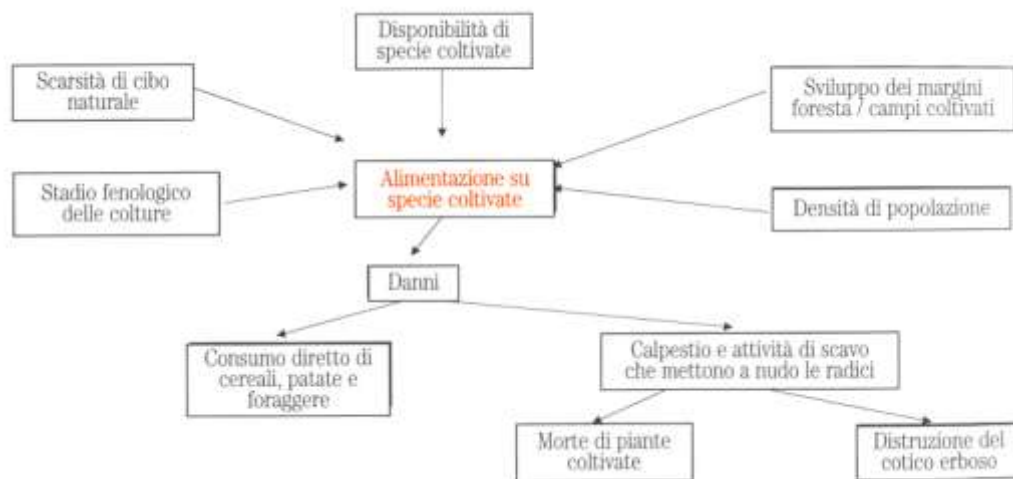 Disponibilità di
specie coltivate
Scarsità di cibo
naturale
Sviluppo dei margini
foresta / campi coltivati
Alimentazione su
specie coltivate
Stadio fenologico
delle colture
Densità di popolazione
Danni
Consumo diretto di
cereali, patate e
foraggere
Calpestio e attività di scavo
che mettono a nudo le radici
Morte di piante
coltivate
Distruzione del
cotico erboso